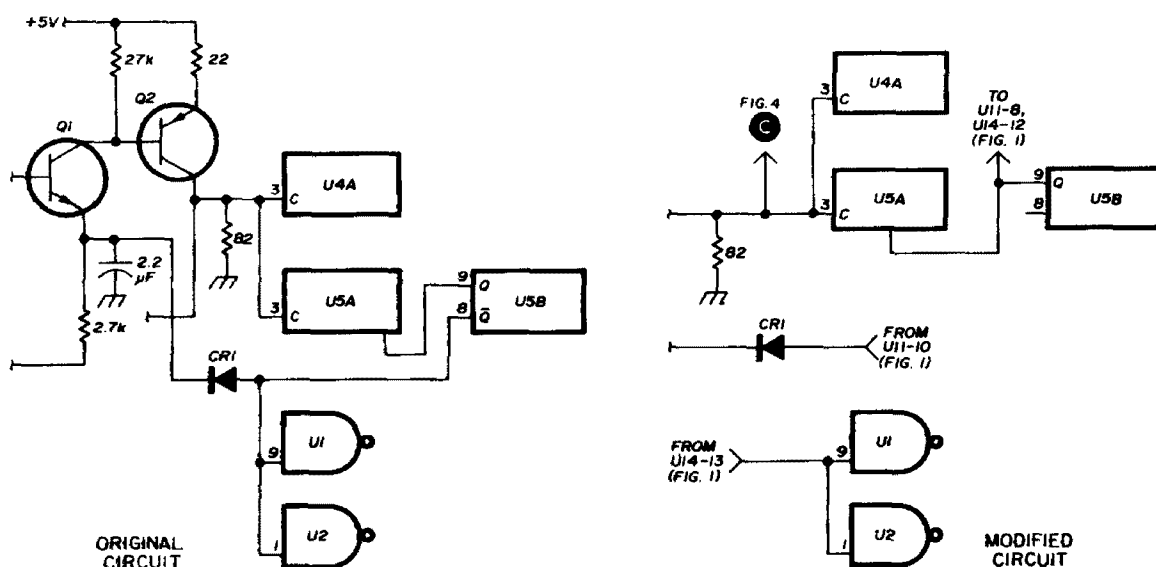 +5V
27k
22
Q2
Q1
3
C
U4A
82
2.2
µF
2.7k
3
C
U5A
9
Q
8
Q̅
U5B
CR1
9
U1
1
U2
ORIGINAL
CIRCUIT
FIG. 4
C
3
C
U4A
TO
U11-8,
U14-12
(FIG. 1)
3
C
U5A
9
Q
8
U5B
82
CR1
FROM
U11-10
(FIG. 1)
FROM
U14-13
(FIG. 1)
9
U1
1
U2
MODIFIED
CIRCUIT